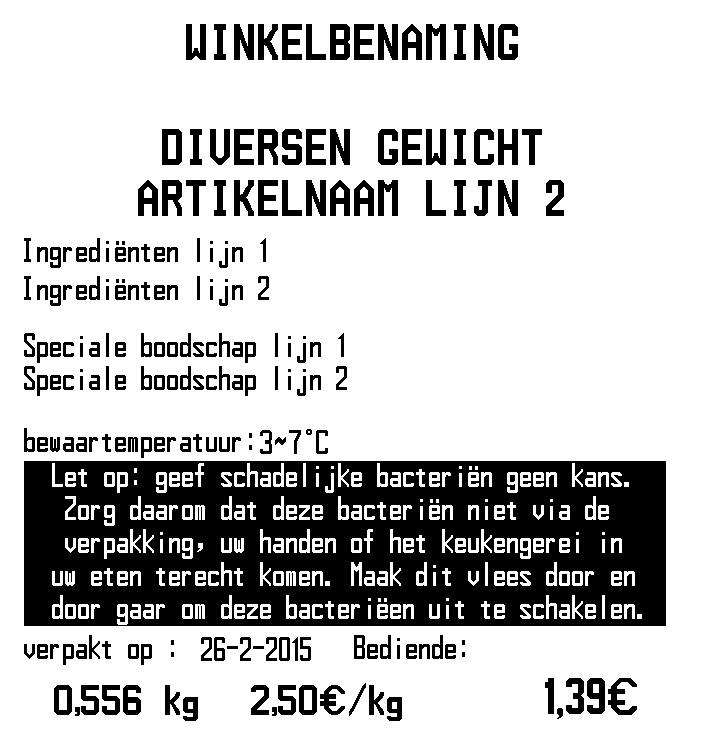 WINKELBENAMING
DIVERSEN GEWICHT
ARTIKELNAAM LIJN 2
Ingrediënten lijn 1
Ingrediënten lijn 2
Speciale boodschap lijn 1
Speciale boodschap lijn 2
bewaartemperatuur:3~7°C
Let op: geef schadelijke bacteriën geen kans.
Zorg daarom dat deze bacteriën niet via de
verpakking, uw handen of het keukengerei in
uw eten terecht komen. Maak dit vlees door en
door gaar om deze bacteriëen uit te schakelen.
verpakt op : 26-2-2015 Bediende:
0,556 kg 2,50€/kg 1,39€